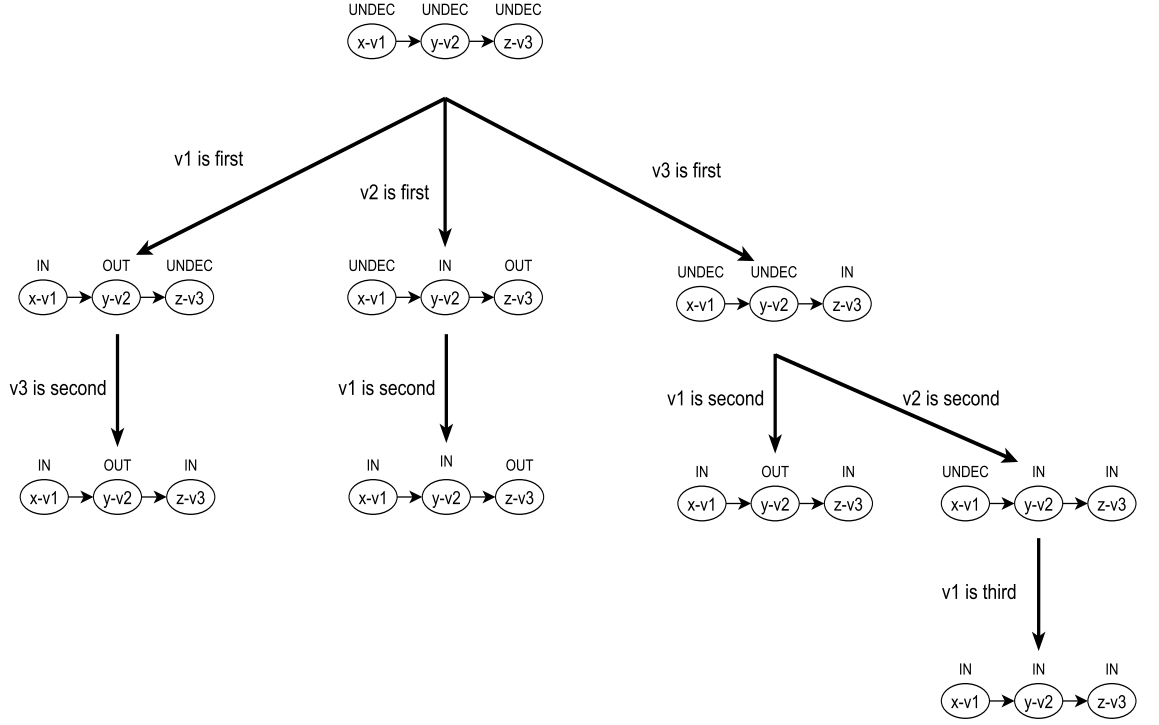 UNDEC UNDEC UNDEC
x-v1 y-v2 z-v3
v1 is first
v2 is first
v3 is first
IN OUT UNDEC
x-v1 y-v2 z-v3
UNDEC IN OUT
x-v1 y-v2 z-v3
UNDEC UNDEC IN
x-v1 y-v2 z-v3
v3 is second
v1 is second
v1 is second
v2 is second
IN OUT IN
x-v1 y-v2 z-v3
IN IN OUT
x-v1 y-v2 z-v3
IN OUT IN
x-v1 y-v2 z-v3
UNDEC IN IN
x-v1 y-v2 z-v3
v1 is third
IN IN IN
x-v1 y-v2 z-v3